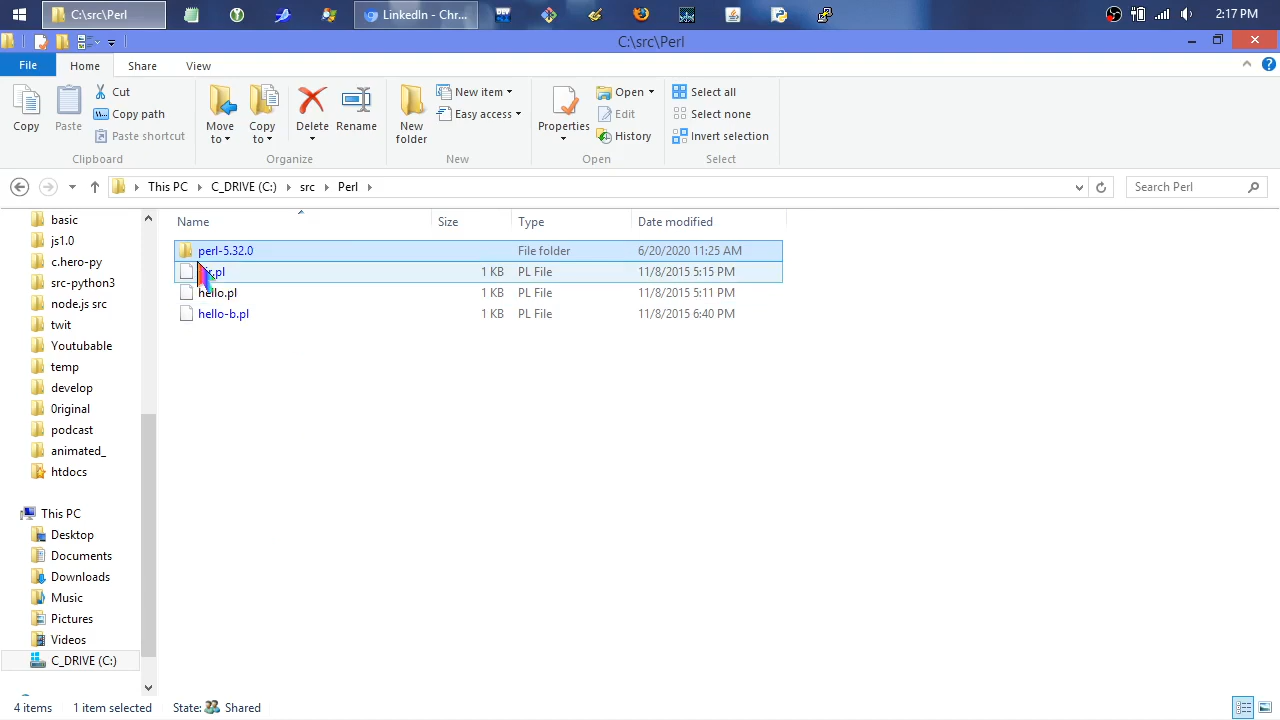 C:\src\Perl
LinkedIn - Chr...
2:17 PM
C:\src\Perl
File Home Share View
Copy
Paste
Cut
Copy path
Paste shortcut
Clipboard
Move to
Copy to
Delete
Rename
Organize
New folder
New item
Easy access
New
Properties
Open
Edit
History
Open
Select all
Select none
Invert selection
Select
This PC C_DRIVE (C:) src Perl
Search Perl
basic
js1.0
c.hero-py
src-python3
node.js src
twit
Youtubable
temp
develop
0riginal
podcast
animated_
htdocs
This PC
Desktop
Documents
Downloads
Music
Pictures
Videos
C_DRIVE (C:)
Name Size Type Date modified
perl-5.32.0 File folder 6/20/2020 11:25 AM
1 KB PL File 11/8/2015 5:15 PM
hello.pl 1 KB PL File 11/8/2015 5:11 PM
hello-b.pl 1 KB PL File 11/8/2015 6:40 PM
4 items 1 item selected State: Shared